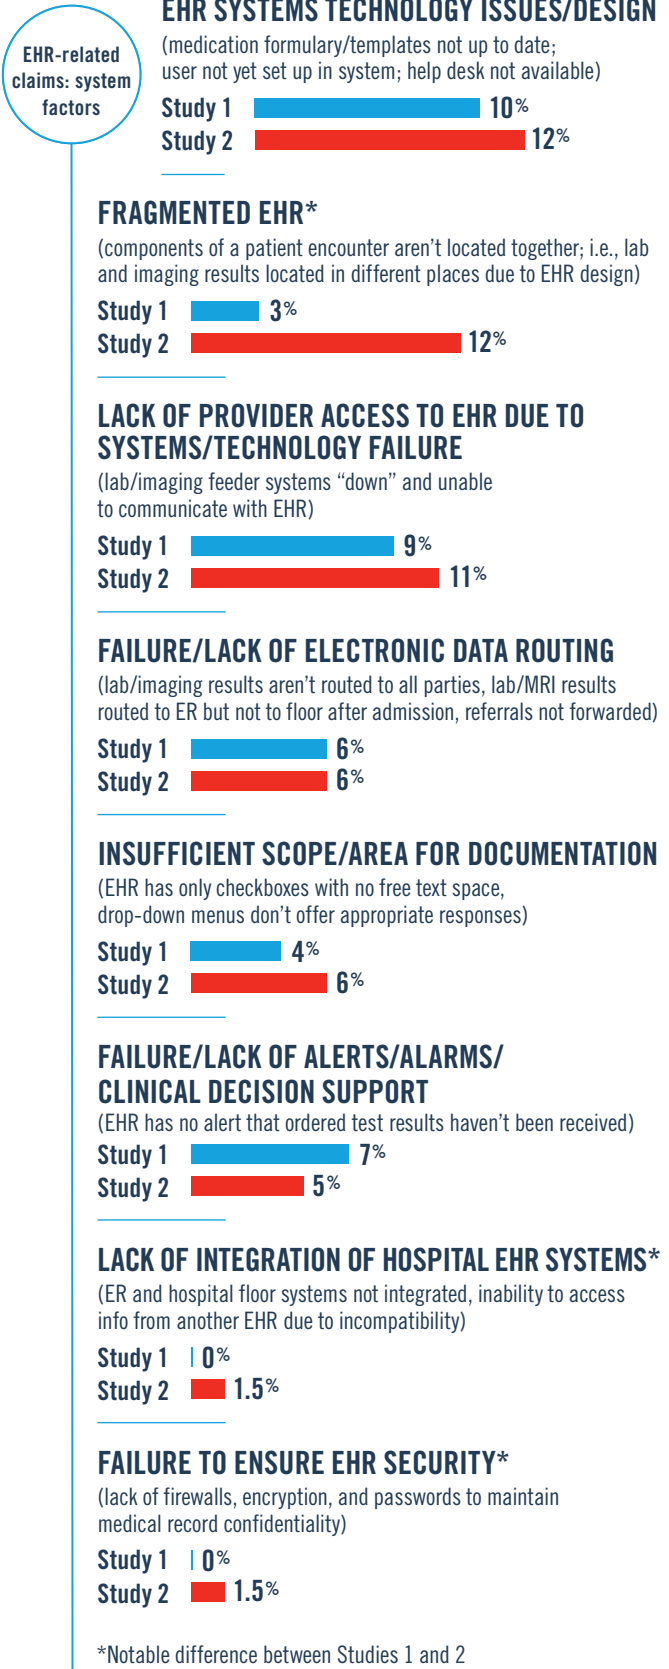 EHR SYSTEMS TECHNOLOGY ISSUES/DESIGN
EHR-related
claims: system
factors
(medication formulary/templates not up to date;
user not yet set up in system; help desk not available)
Study 1 10%
Study 2 12%
FRAGMENTED EHR*
(components of a patient encounter aren’t located together; i.e., lab
and imaging results located in different places due to EHR design)
Study 1 3%
Study 2 12%
LACK OF PROVIDER ACCESS TO EHR DUE TO
SYSTEMS/TECHNOLOGY FAILURE
(lab/imaging feeder systems “down” and unable
to communicate with EHR)
Study 1 9%
Study 2 11%
FAILURE/LACK OF ELECTRONIC DATA ROUTING
(lab/imaging results aren’t routed to all parties, lab/MRI results
routed to ER but not to floor after admission, referrals not forwarded)
Study 1 6%
Study 2 6%
INSUFFICIENT SCOPE/AREA FOR DOCUMENTATION
(EHR has only checkboxes with no free text space,
drop-down menus don’t offer appropriate responses)
Study 1 4%
Study 2 6%
FAILURE/LACK OF ALERTS/ALARMS/
CLINICAL DECISION SUPPORT
(EHR has no alert that ordered test results haven’t been received)
Study 1 7%
Study 2 5%
LACK OF INTEGRATION OF HOSPITAL EHR SYSTEMS*
(ER and hospital floor systems not integrated, inability to access
info from another EHR due to incompatibility)
Study 1 0%
Study 2 1.5%
FAILURE TO ENSURE EHR SECURITY*
(lack of firewalls, encryption, and passwords to maintain
medical record confidentiality)
Study 1 0%
Study 2 1.5%
*Notable difference between Studies 1 and 2